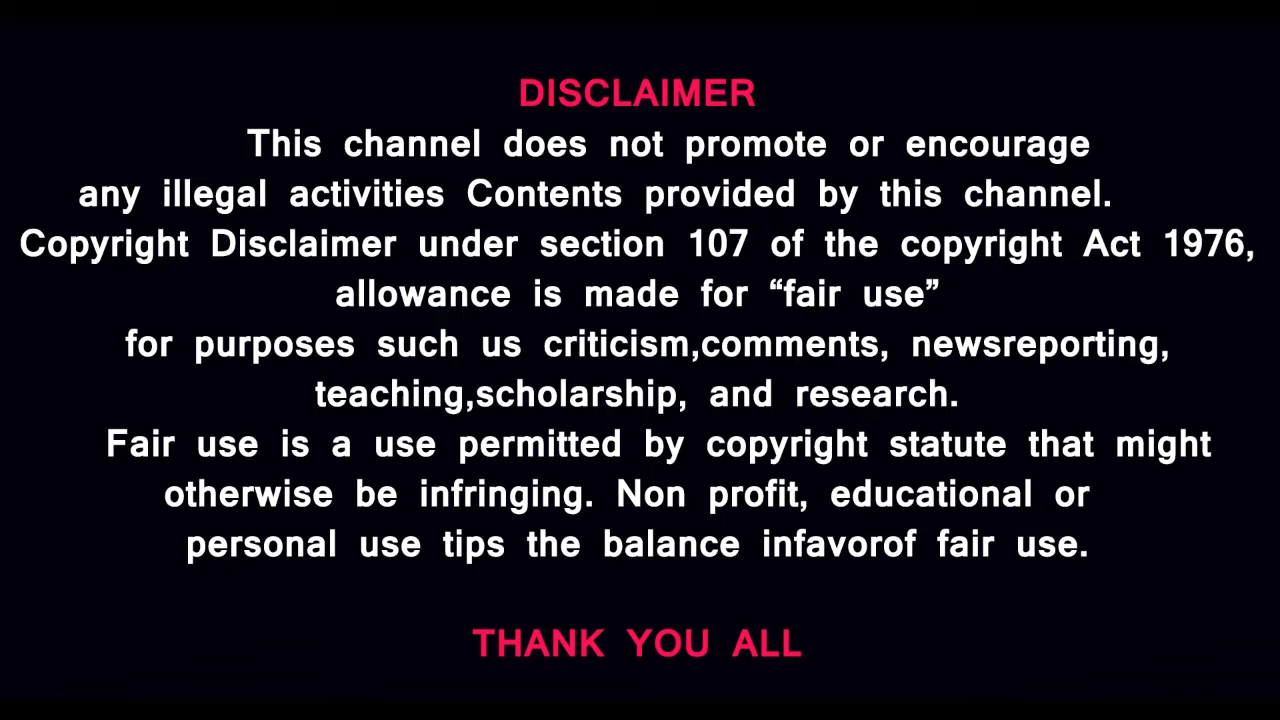 DISCLAIMER
This channel does not promote or encourage
any illegal activities Contents provided by this channel.
Copyright Disclaimer under section 107 of the copyright Act 1976,
allowance is made for “fair use”
for purposes such us criticism,comments, newsreporting,
teaching,scholarship, and research.
Fair use is a use permitted by copyright statute that might
otherwise be infringing. Non profit, educational or
personal use tips the balance infavorof fair use.
THANK YOU ALL